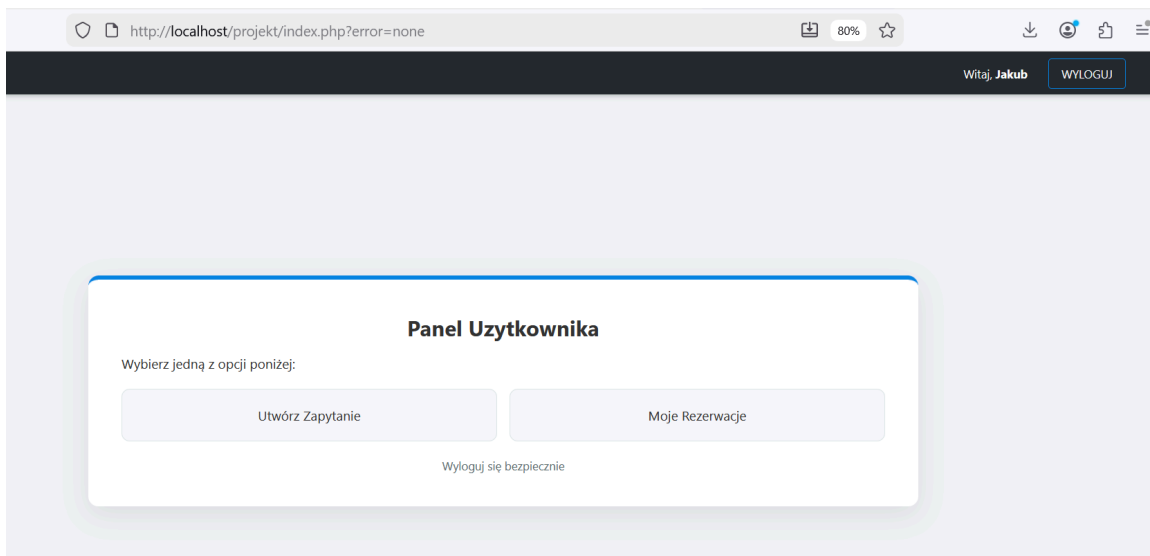 http://localhost/projekt/index.php?error=none
80%
Witaj, Jakub
WYLOGUJ
Panel Uzytkownika
Wybierz jedną z opcji poniżej:
Utwórz Zapytanie
Moje Rezerwacje
Wyloguj się bezpiecznie